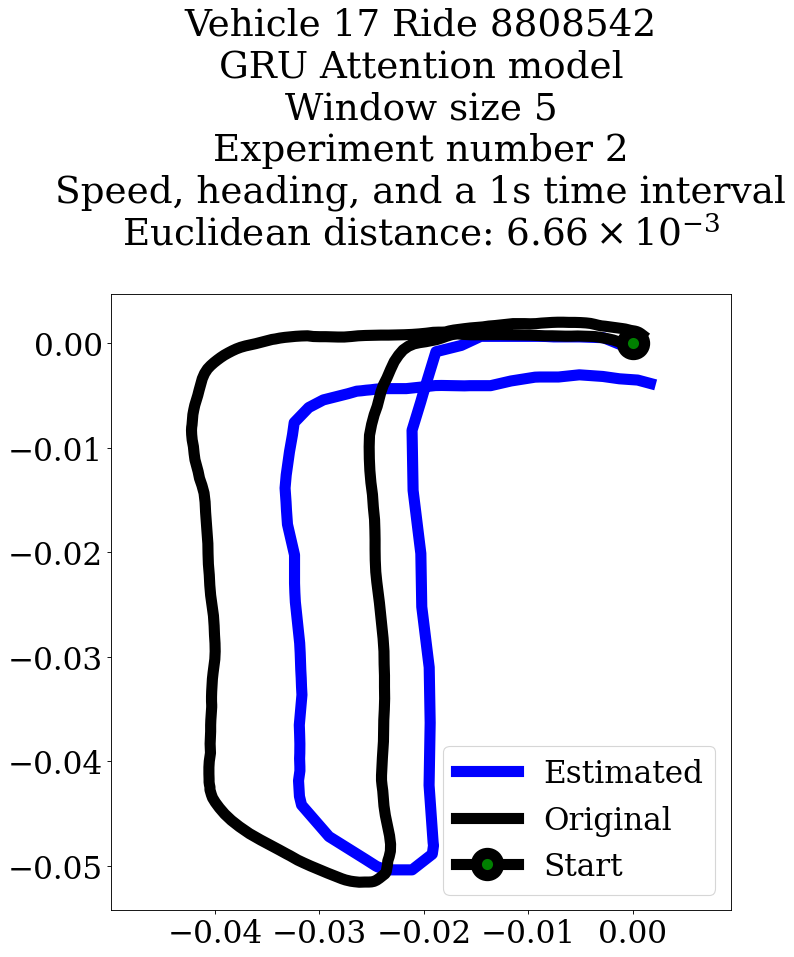 Vehicle 17 Ride 8808542
GRU Attention model
Window size 5
Experiment number 2
Speed, heading, and a 1s time interval
Euclidean distance: 6.66 × 10⁻³
0.00
−0.01
−0.02
−0.03
−0.04
−0.05
Estimated
Original
Start
−0.04 −0.03 −0.02 −0.01 0.00